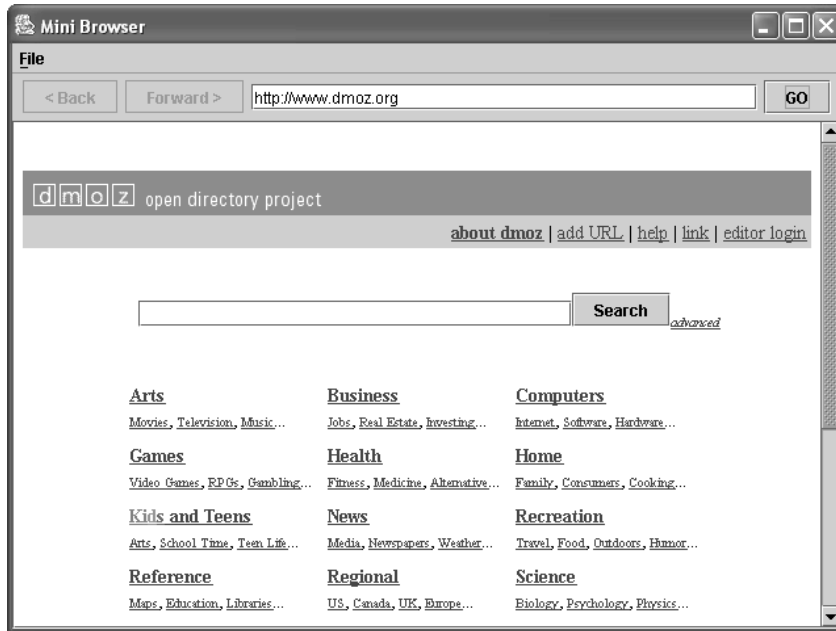 Mini Browser
File
< Back Forward > http://www.dmoz.org GO
dmoz open directory project
about dmoz | add URL | help | link | editor login
Search advanced
Arts Business Computers
Movies, Television, Music... Jobs, Real Estate, Investing... Internet, Software, Hardware...
Games Health Home
Video Games, RPGs, Gambling... Fitness, Medicine, Alternative... Family, Consumers, Cooking...
Kids and Teens News Recreation
Arts, School Time, Teen Life... Media, Newspapers, Weather... Travel, Food, Outdoors, Humor...
Reference Regional Science
Maps, Education, Libraries... US, Canada, UK, Europe... Biology, Psychology, Physics...